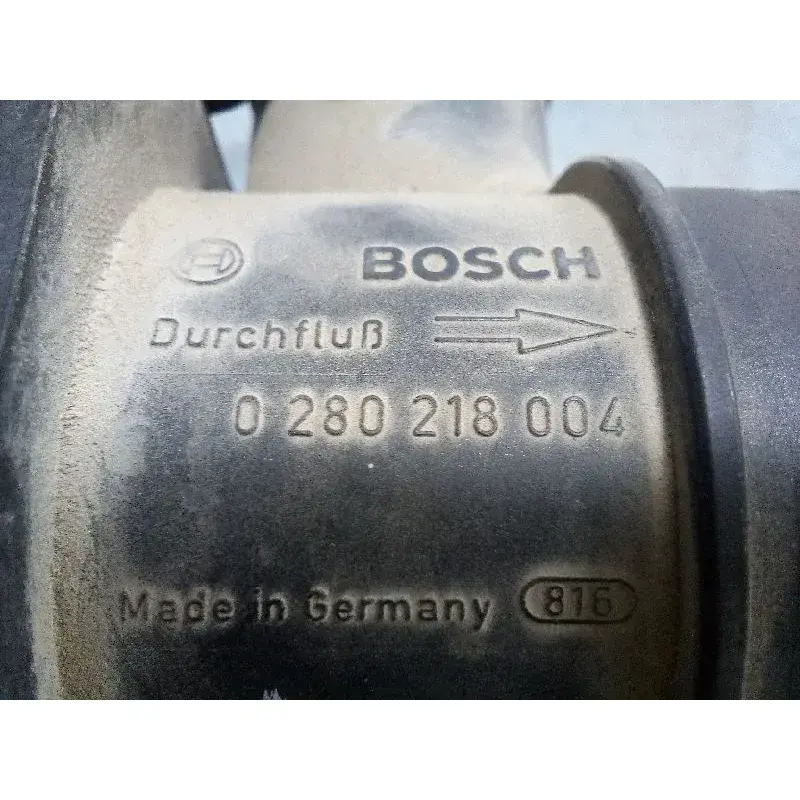 BOSCH
Durchfluß
0 280 218 004
Made in Germany 816